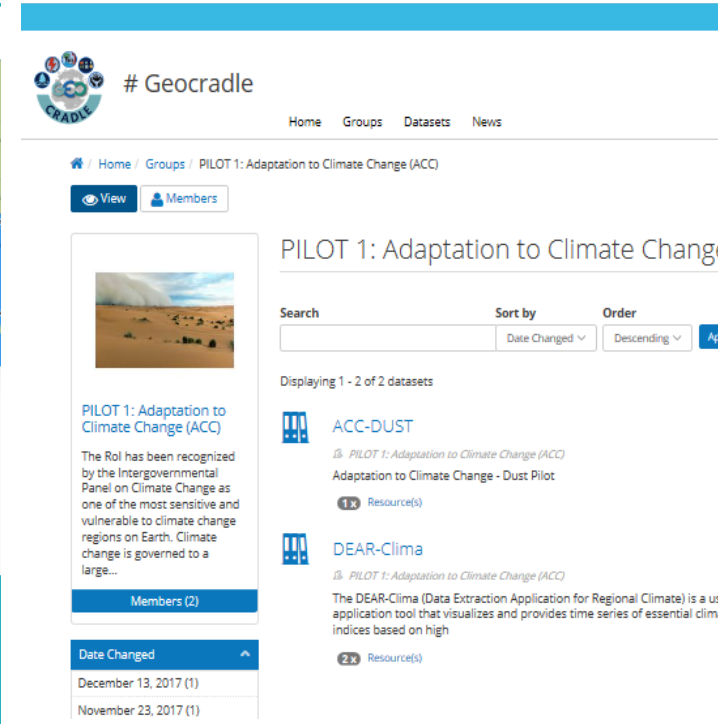 GEO
CRADLE
# Geocradle
Home Groups Datasets News
/ Home / Groups / PILOT 1: Adaptation to Climate Change (ACC)
View Members
PILOT 1: Adaptation to Climate Change
Search Sort by Order
Date Changed Descending Ap
Displaying 1 - 2 of 2 datasets
PILOT 1: Adaptation to
Climate Change (ACC)
The RoI has been recognized
by the Intergovernmental
Panel on Climate Change as
one of the most sensitive and
vulnerable to climate change
regions on Earth. Climate
change is governed to a
large...
Members (2)
Date Changed
December 13, 2017 (1)
November 23, 2017 (1)
ACC-DUST
PILOT 1: Adaptation to Climate Change (ACC)
Adaptation to Climate Change - Dust Pilot
1 x Resource(s)
DEAR-Clima
PILOT 1: Adaptation to Climate Change (ACC)
The DEAR-Clima (Data Extraction Application for Regional Climate) is a us
application tool that visualizes and provides time series of essential clim
indices based on high
2 x Resource(s)